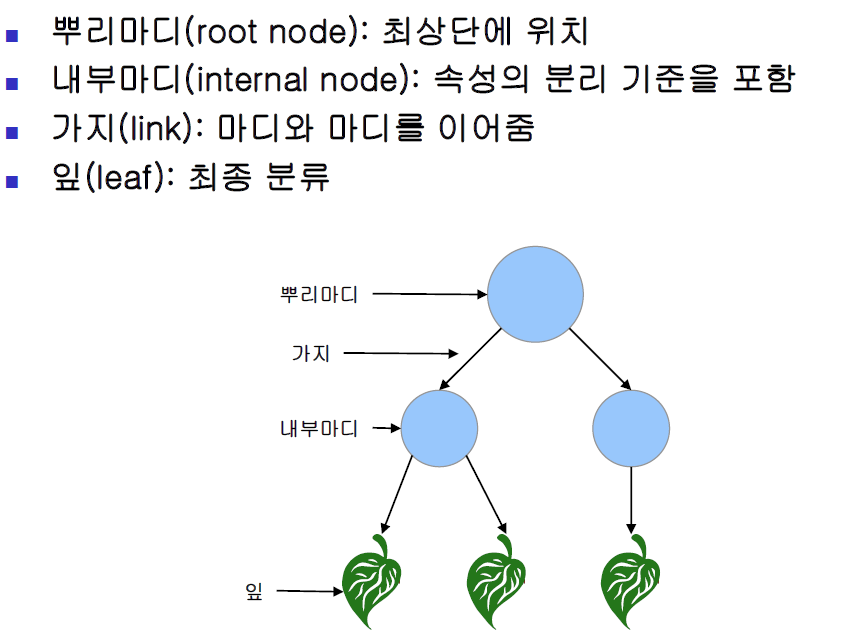 뿌리마디(root node): 최상단에 위치
내부마디(internal node): 속성의 분리 기준을 포함
가지(link): 마디와 마디를 이어줌
잎(leaf): 최종 분류
뿌리마디
가지
내부마디
잎